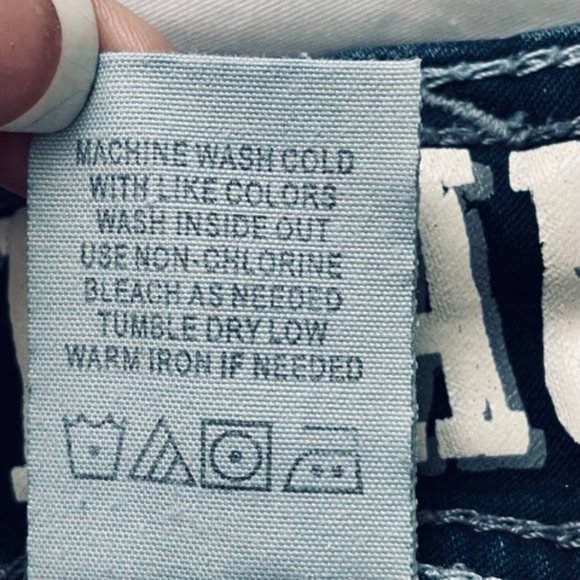 MACHINE WASH COLD
WITH LIKE COLORS
WASH INSIDE OUT
USE NON-CHLORINE
BLEACH AS NEEDED
TUMBLE DRY LOW
WARM IRON IF NEEDED